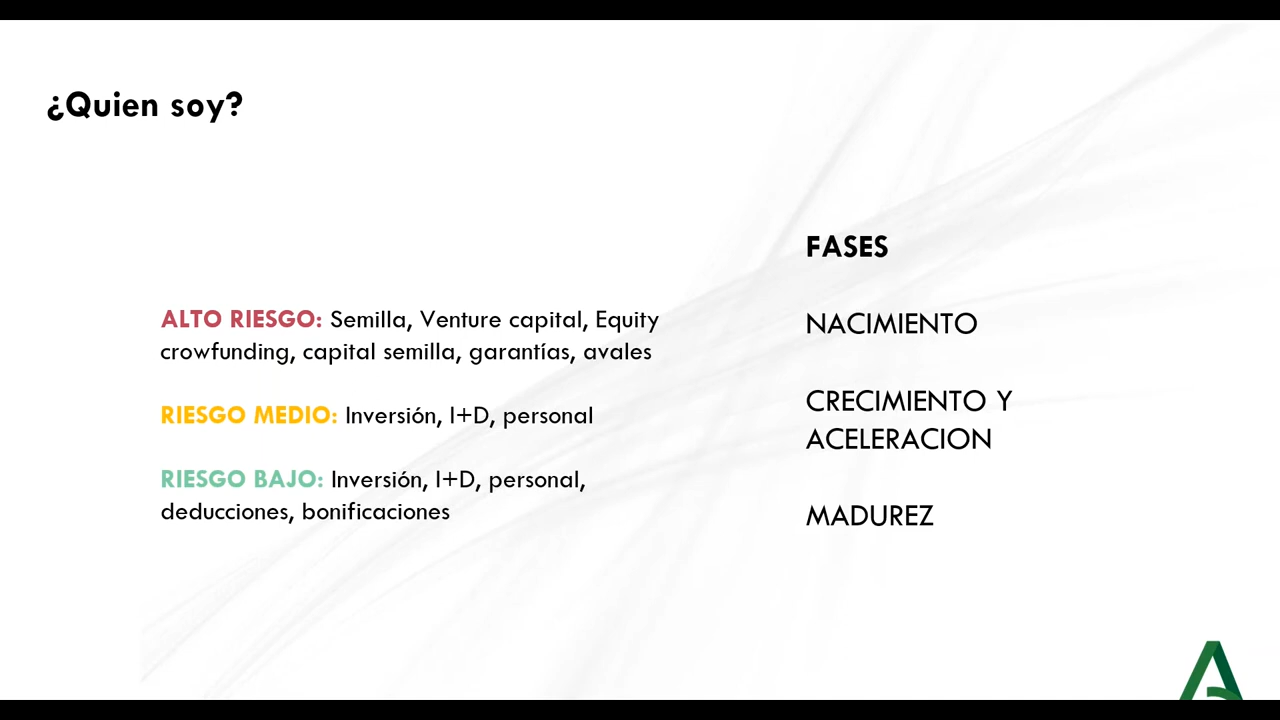 ¿Quien soy?
ALTO RIESGO: Semilla, Venture capital, Equity
crowfunding, capital semilla, garantías, avales
RIESGO MEDIO: Inversión, I+D, personal
RIESGO BAJO: Inversión, I+D, personal,
deducciones, bonificaciones
FASES
NACIMIENTO
CRECIMIENTO Y
ACELERACION
MADUREZ